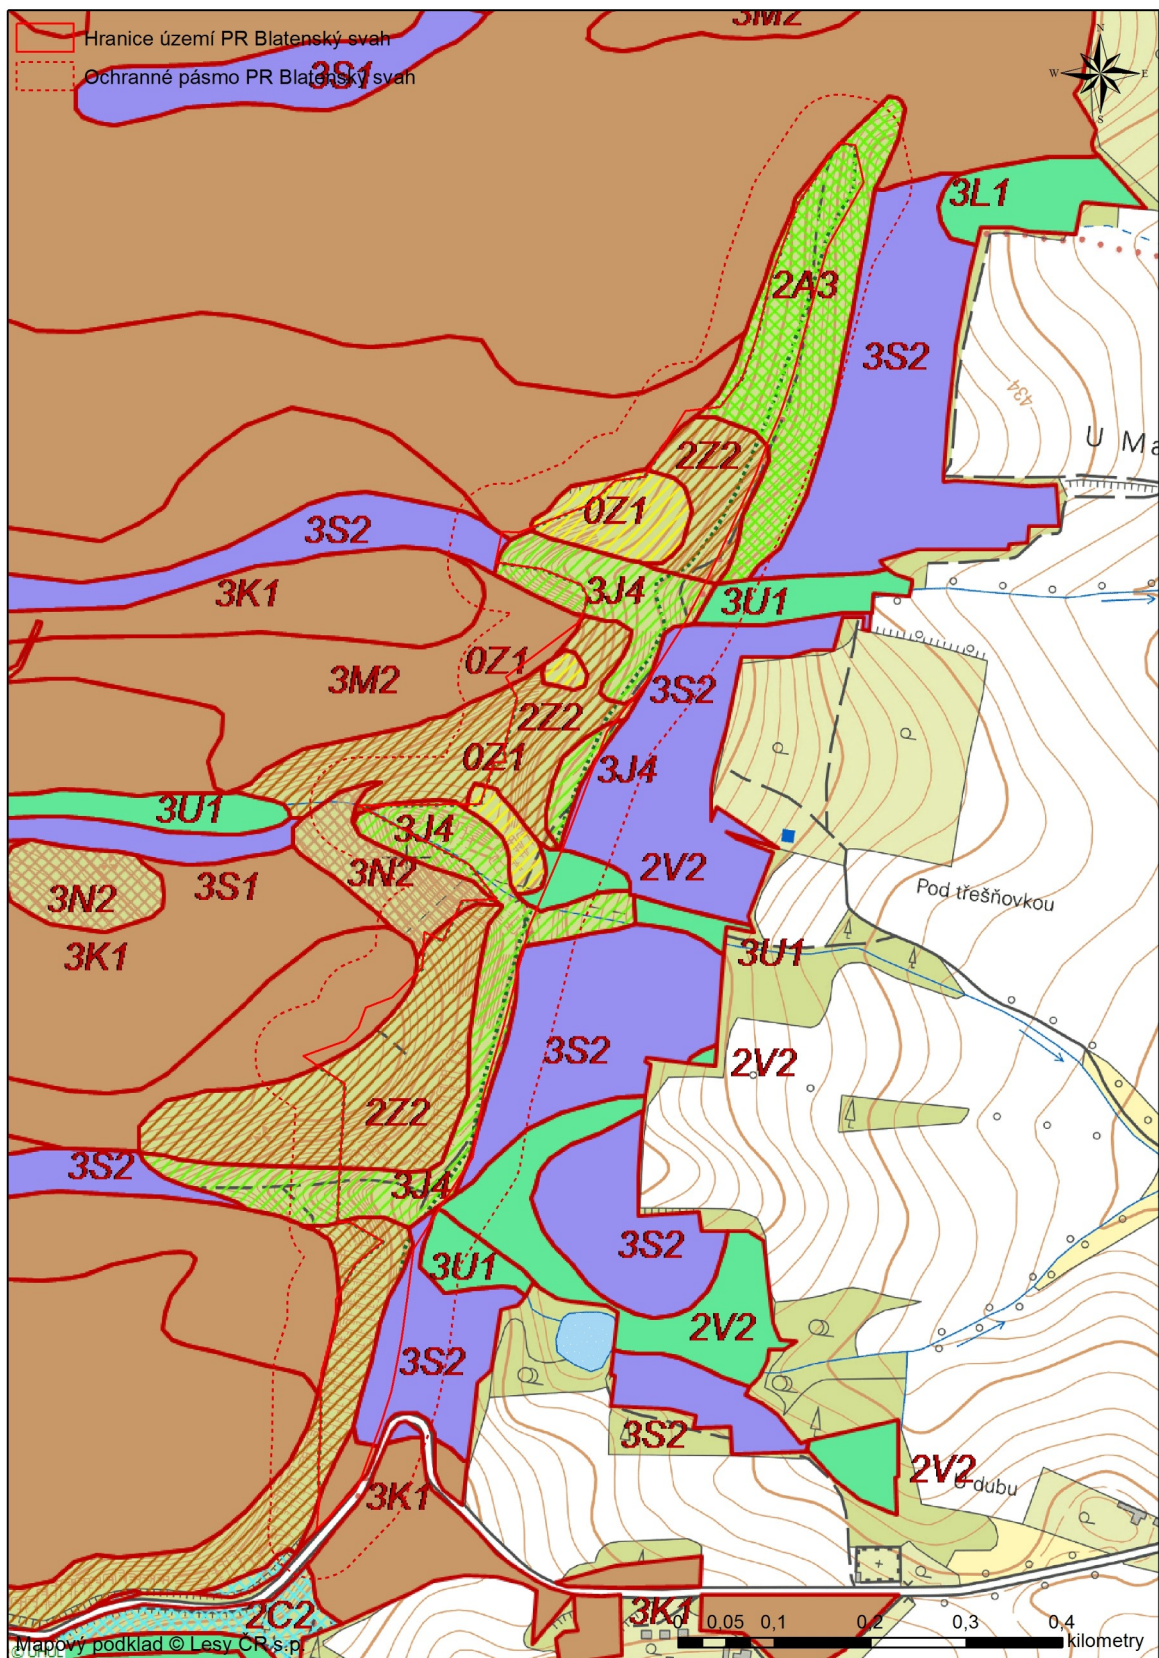 3M2
Hranice území PR Blatenský svah
3S1
Ochranné pásmo PR Blatenský svah
N
W E
S
3L1
2A3
3S2
434
U Ma
2Z2
0Z1
3S2
3K1
3J4
3U1
0Z1
3M2
3S2
2Z2
0Z1
3J4
3U1
3J4
3N2
3S1
3N2
2V2
Pod třešňovkou
3K1
3U1
3S2
2V2
2Z2
3S2
3J4
3S2
3U1
2V2
3S2
3S2
2V2
U dubu
3K1
2C2
3K1
0 0,05 0,1 0,2 0,3 0,4
kilometry
Mapový podklad © Lesy ČR s.p.
© ÚHÚL